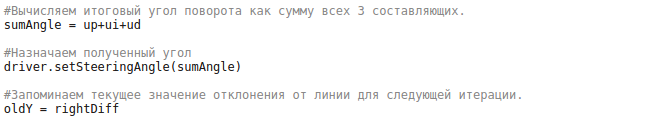 #Вычисляем итоговый угол поворота как сумму всех 3 составляющих.
sumAngle = up+ui+ud
#Назначаем полученный угол
driver.setSteeringAngle(sumAngle)
#Запоминаем текущее значение отклонения от линии для следующей итерации.
oldY = rightDiff